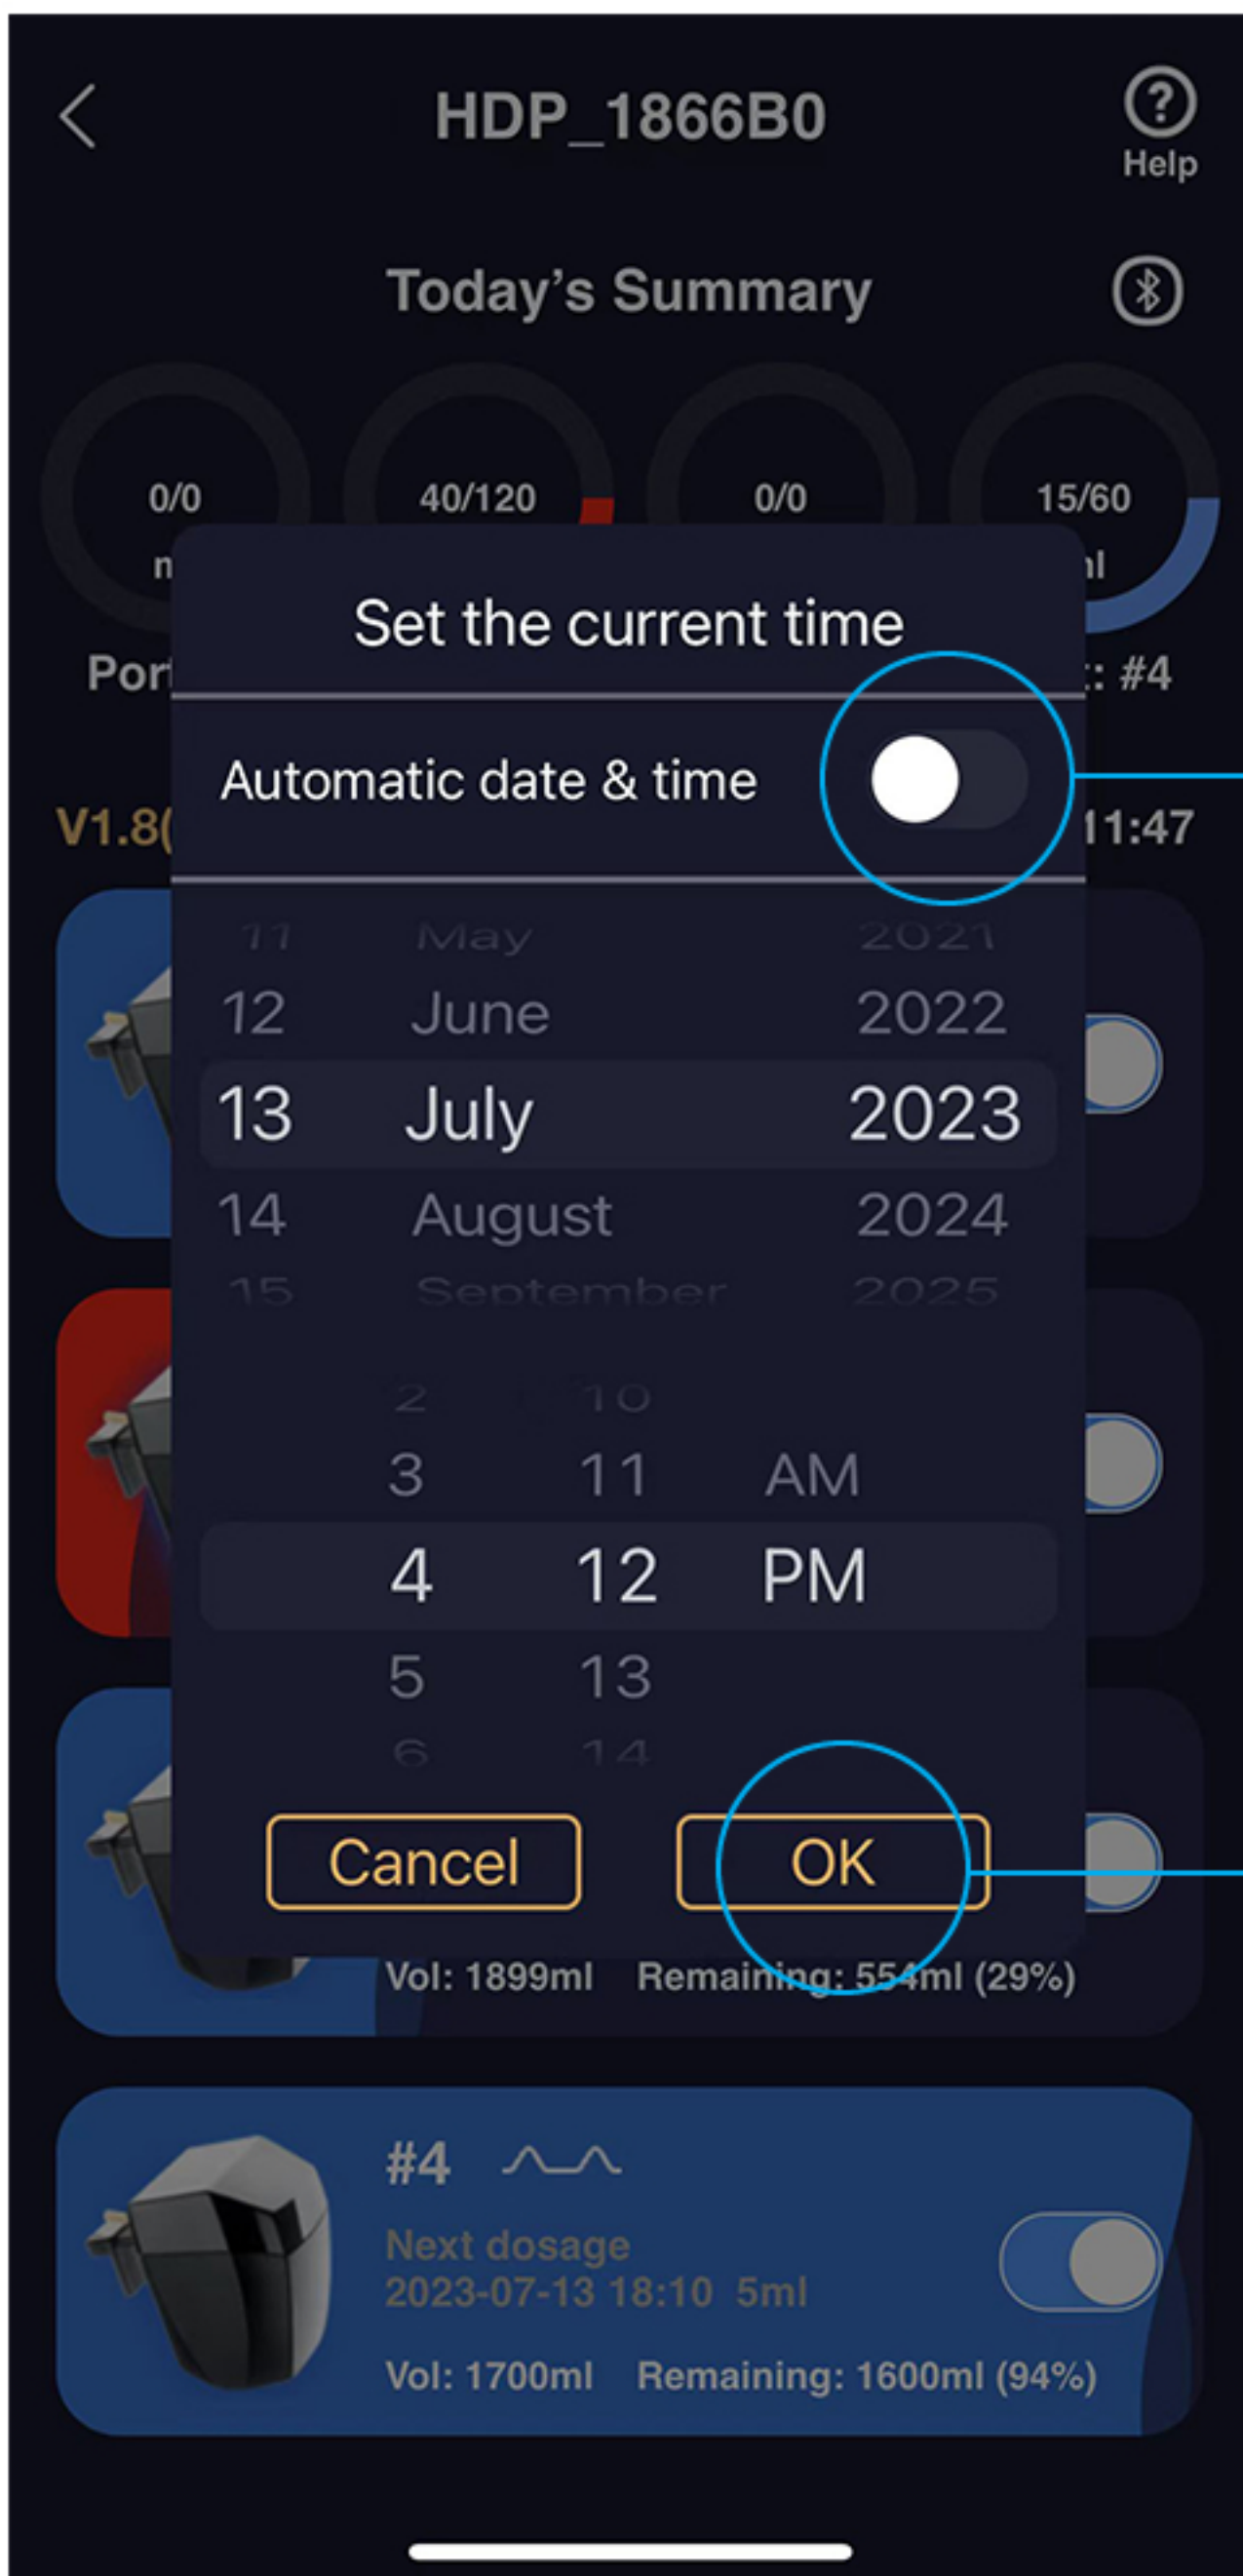 HDP_1866B0
Help
Today's Summary
0/0 40/120 0/0 15/60
Set the current time
#4
Automatic date & time
V1.8( 11:47
11 May 2021
12 June 2022
13 July 2023
14 August 2024
15 September 2025
2 10
3 11 AM
4 12 PM
5 13
6 14
Cancel OK
Vol: 1899ml Remaining: 554ml (29%)
#4
Next dosage
2023-07-13 18:10 5ml
Vol: 1700ml Remaining: 1600ml (94%)